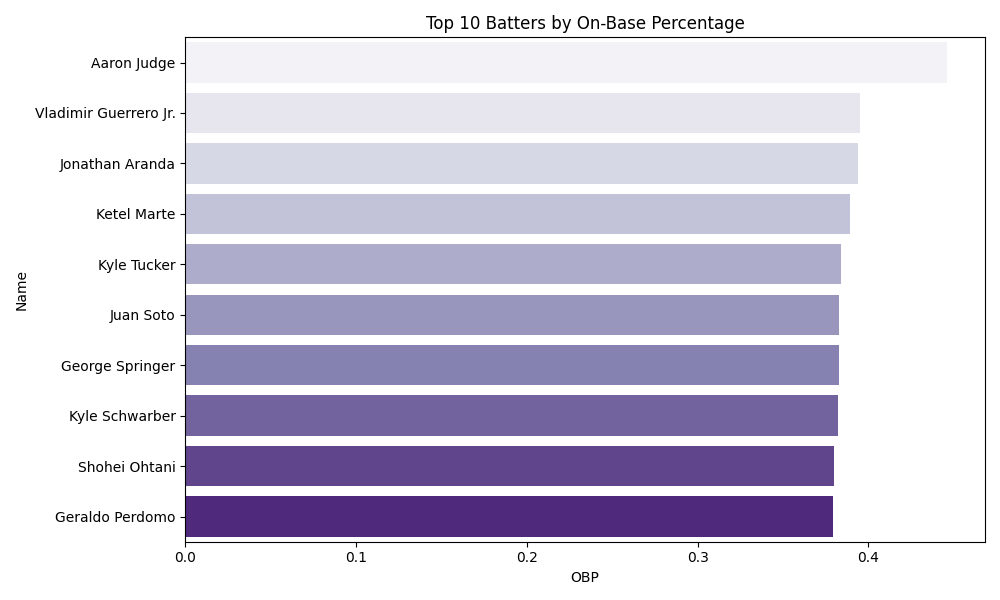 Top 10 Batters by On-Base Percentage
Aaron Judge
Vladimir Guerrero Jr.
Jonathan Aranda
Ketel Marte
Kyle Tucker
Juan Soto
George Springer
Kyle Schwarber
Shohei Ohtani
Geraldo Perdomo
Name
0.0 0.1 0.2 0.3 0.4
OBP